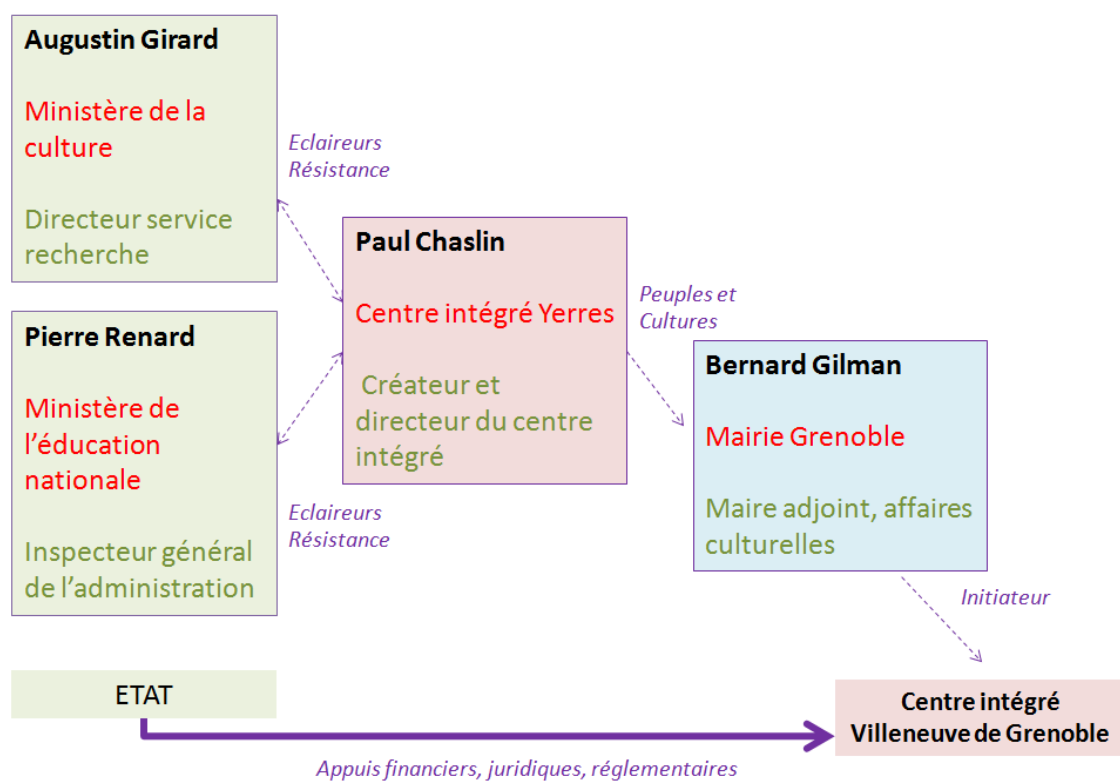 Augustin Girard
Ministère de la
culture
Directeur service
recherche
Eclaireurs
Résistance
Pierre Renard
Ministère de
l'éducation
nationale
Inspecteur général
de l'administration
Eclaireurs
Résistance
Paul Chaslin
Centre intégré Yerres
Créateur et
directeur du centre
intégré
Peuples et
Cultures
Bernard Gilman
Mairie Grenoble
Maire adjoint, affaires
culturelles
Initiateur
ETAT
Centre intégré
Villeneuve de Grenoble
Appuis financiers, juridiques, réglementaires